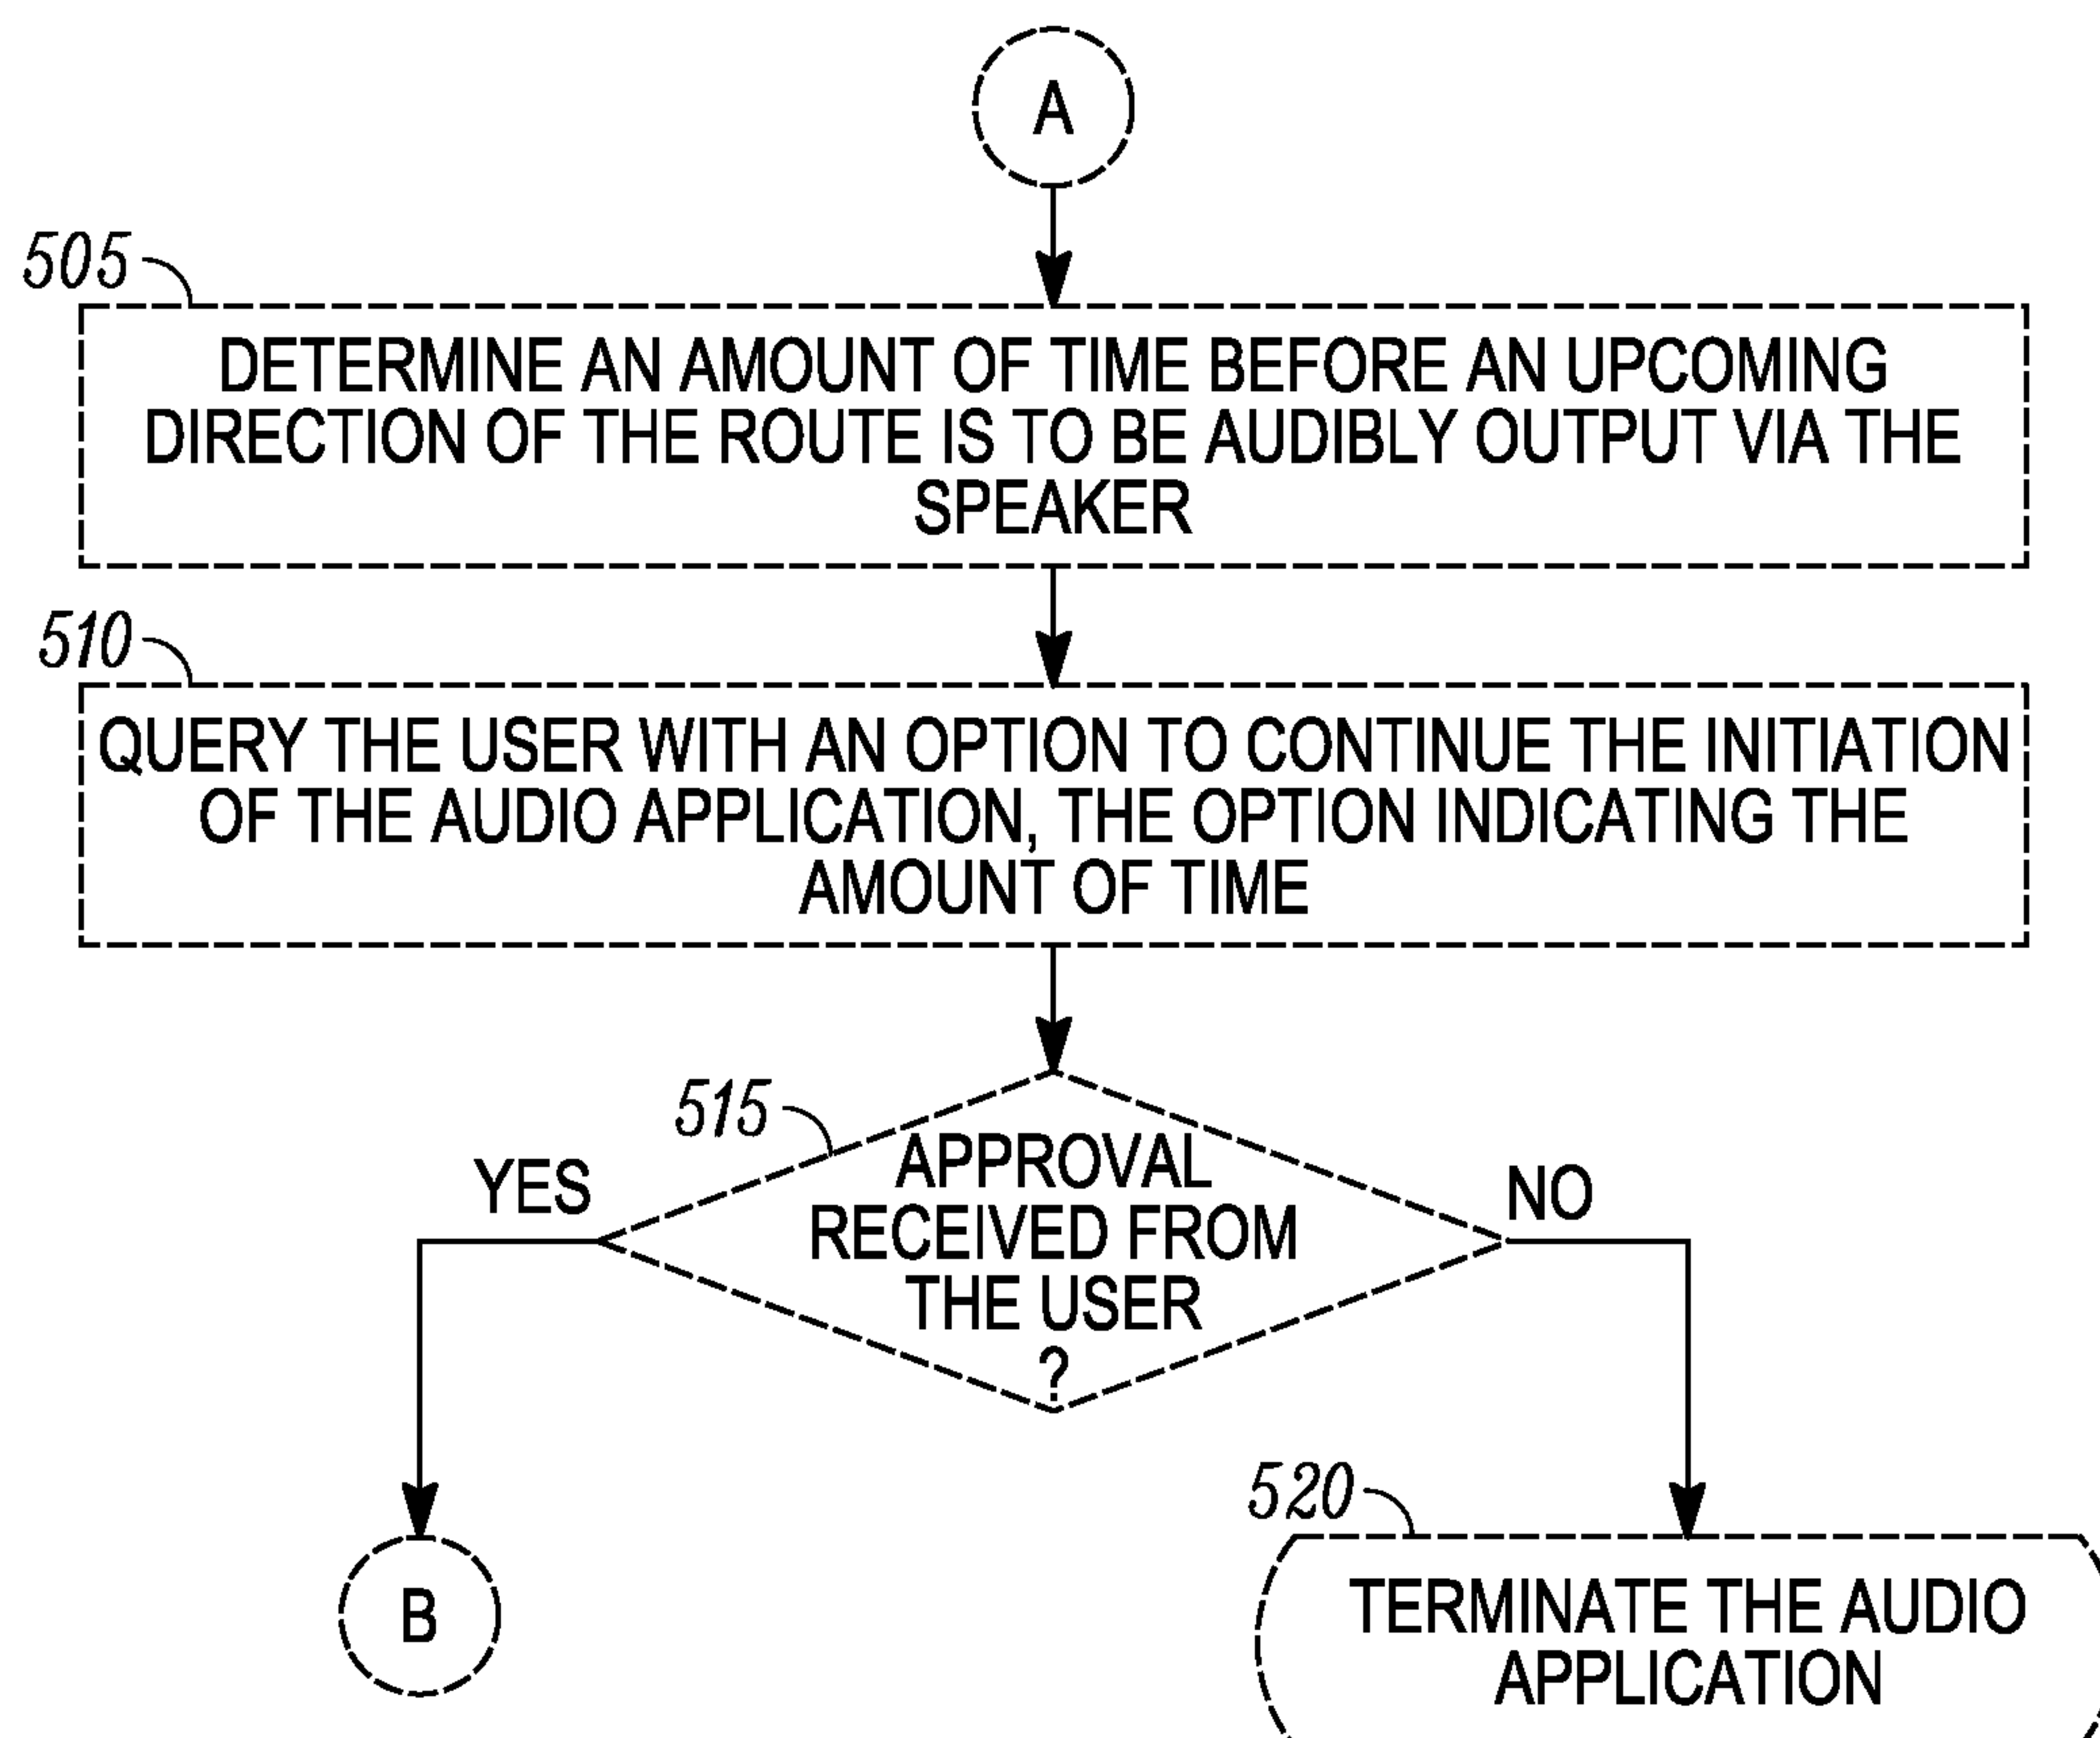 A
505
DETERMINE AN AMOUNT OF TIME BEFORE AN UPCOMING
DIRECTION OF THE ROUTE IS TO BE AUDIBLY OUTPUT VIA THE
SPEAKER
510
QUERY THE USER WITH AN OPTION TO CONTINUE THE INITIATION
OF THE AUDIO APPLICATION, THE OPTION INDICATING THE
AMOUNT OF TIME
515
APPROVAL
RECEIVED FROM
THE USER
?
YES
NO
B
520
TERMINATE THE AUDIO
APPLICATION